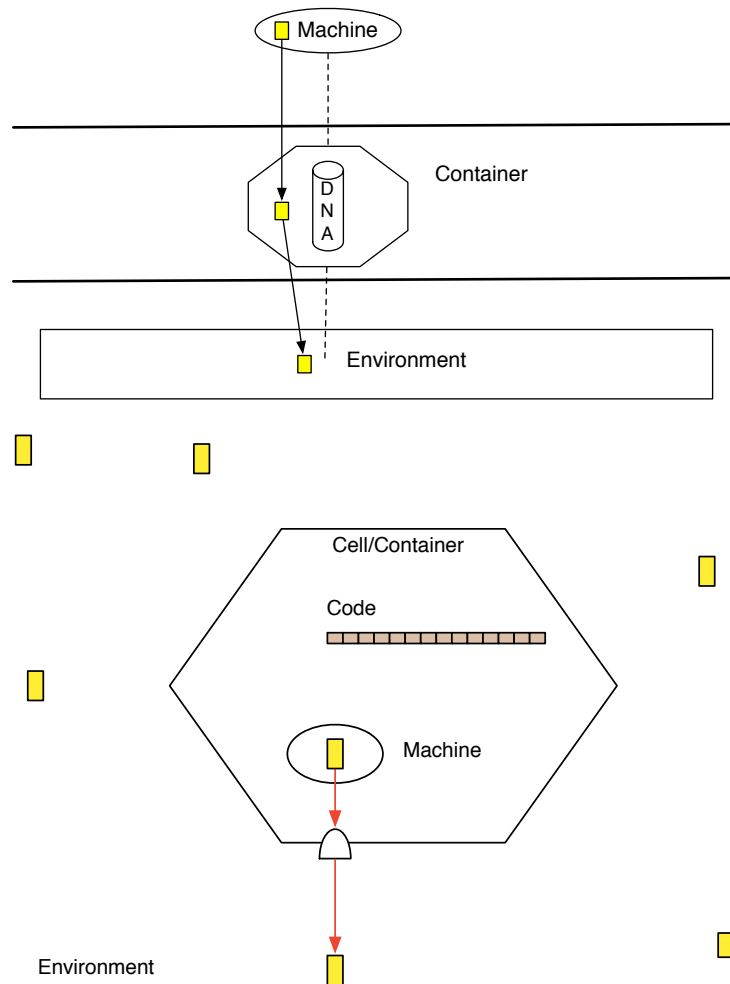 Machine
Container
D
N
A
Environment
Cell/Container
Code
Machine
Environment